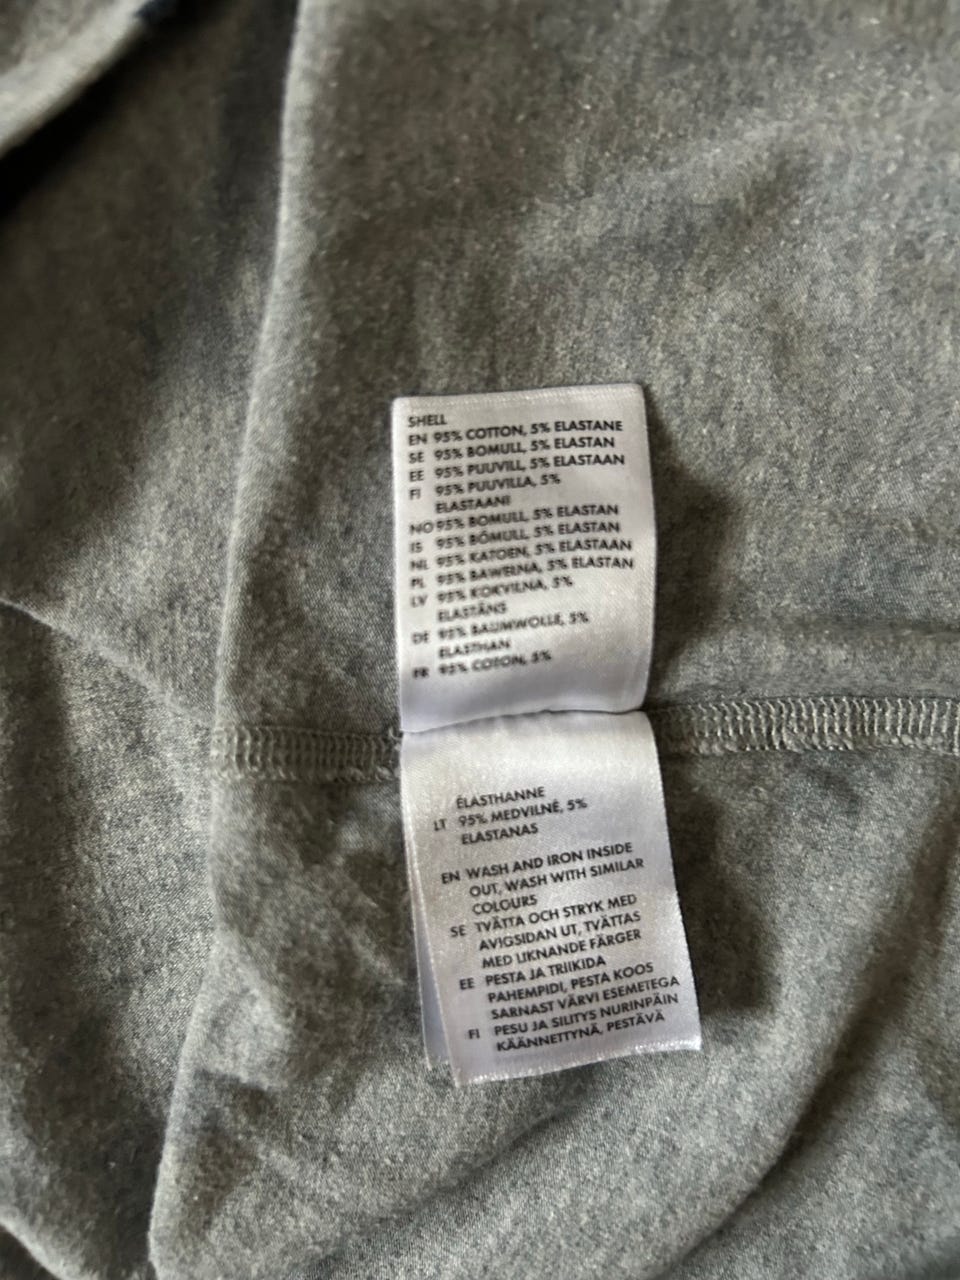 SHELL
EN 95% COTTON, 5% ELASTANE
SE 95% BOMULL, 5% ELASTAN
EE 95% PUUVILL, 5% ELASTAAN
FI 95% PUUVILLA, 5%
ELASTAANI
NO 95% BOMULL, 5% ELASTAN
IS 95% BÓMULL, 5% ELASTAN
NL 95% KATOEN, 5% ELASTAAN
PL 95% BAWEŁNA, 5% ELASTAN
LV 95% KOKVILNA, 5%
ELASTĀNS
DE 95% BAUMWOLLE, 5%
ELASTHAN
FR 95% COTON, 5%
ÉLASTHANNE
LT 95% MEDVILNĖ, 5%
ELASTANAS
EN WASH AND IRON INSIDE
OUT, WASH WITH SIMILAR
COLOURS
SE TVÄTTA OCH STRYK MED
AVIGSIDAN UT, TVÄTTAS
MED LIKNANDE FÄRGER
EE PESTA JA TRIIKIDA
PAHEMPIDI, PESTA KOOS
SARNAST VÄRVI ESEMETEGA
FI PESU JA SILITYS NURINPÄIN
KÄÄNNETTYNÄ, PESTÄVÄ